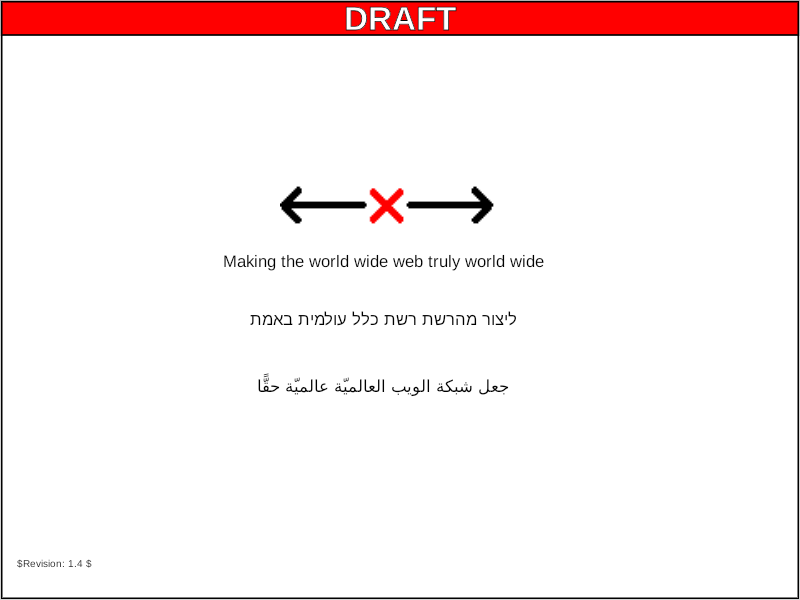 DRAFT
Making the world wide web truly world wide
ליצור מהרשת רשת כלל עולמית באמת
جعل شبكة الويب العالميّة عالميّة حقًّا
$Revision: 1.4 $